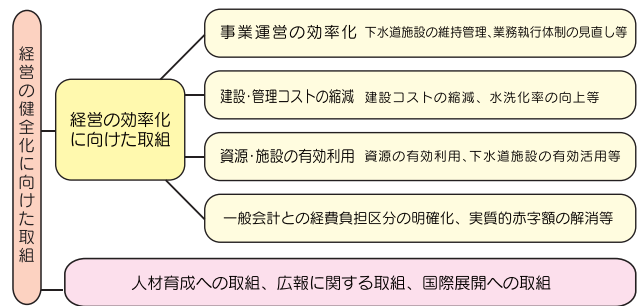 経営の健全化に向けた取組
経営の効率化
に向けた取組
事業運営の効率化 下水道施設の維持管理、業務執行体制の見直し等
建設・管理コストの縮減 建設コストの縮減、水洗化率の向上等
資源・施設の有効利用 資源の有効利用、下水道施設の有効活用等
一般会計との経費負担区分の明確化、実質的赤字額の解消等
人材育成への取組、広報に関する取組、国際展開への取組